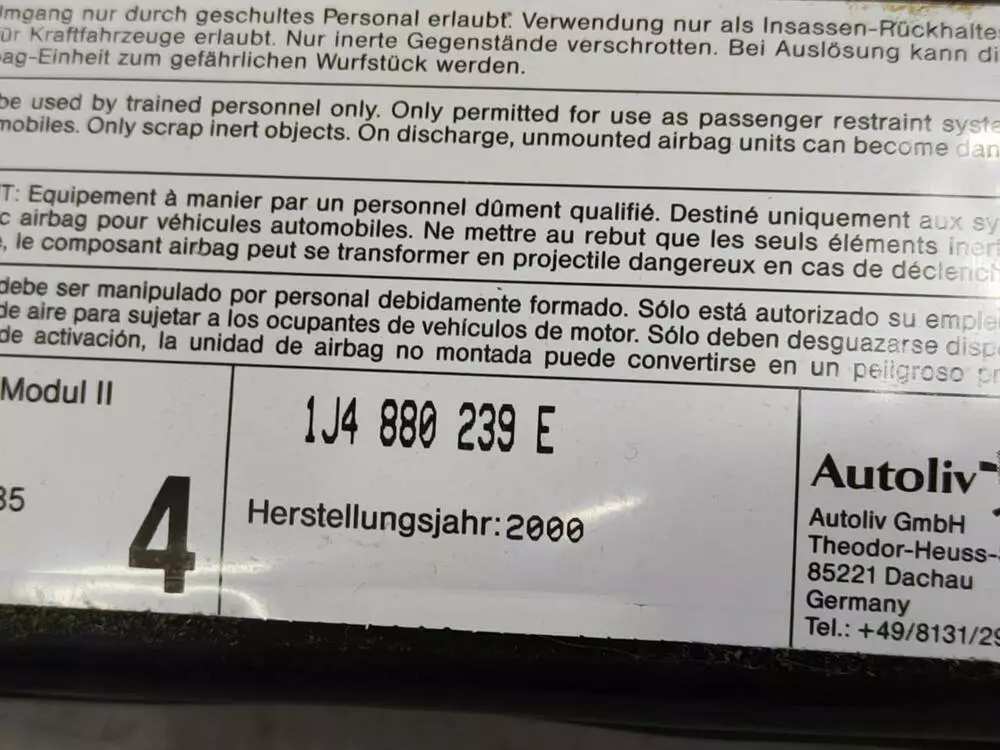 Umgang nur durch geschultes Personal erlaubt. Verwendung nur als Insassen-Rückhalte
ür Kraftfahrzeuge erlaubt. Nur inerte Gegenstände verschrotten. Bei Auslösung kann di
ag-Einheit zum gefährlichen Wurfstück werden.
be used by trained personnel only. Only permitted for use as passenger restraint syste
mobiles. Only scrap inert objects. On discharge, unmounted airbag units can become dan
T: Equipement à manier par un personnel dûment qualifié. Destiné uniquement aux sy
c airbag pour véhicules automobiles. Ne mettre au rebut que les seuls éléments inert
, le composant airbag peut se transformer en projectile dangereux en cas de déclench
debe ser manipulado por personal debidamente formado. Sólo está autorizado su emple
de aire para sujetar a los ocupantes de vehículos de motor. Sólo deben desguazarse disp
de activación, la unidad de airbag no montada puede convertirse en un peligroso pr
Modul II
1J4 880 239 E
35
4
Herstellungsjahr: 2000
Autoliv
Autoliv GmbH
Theodor-Heuss-
85221 Dachau
Germany
Tel.: +49/8131/29